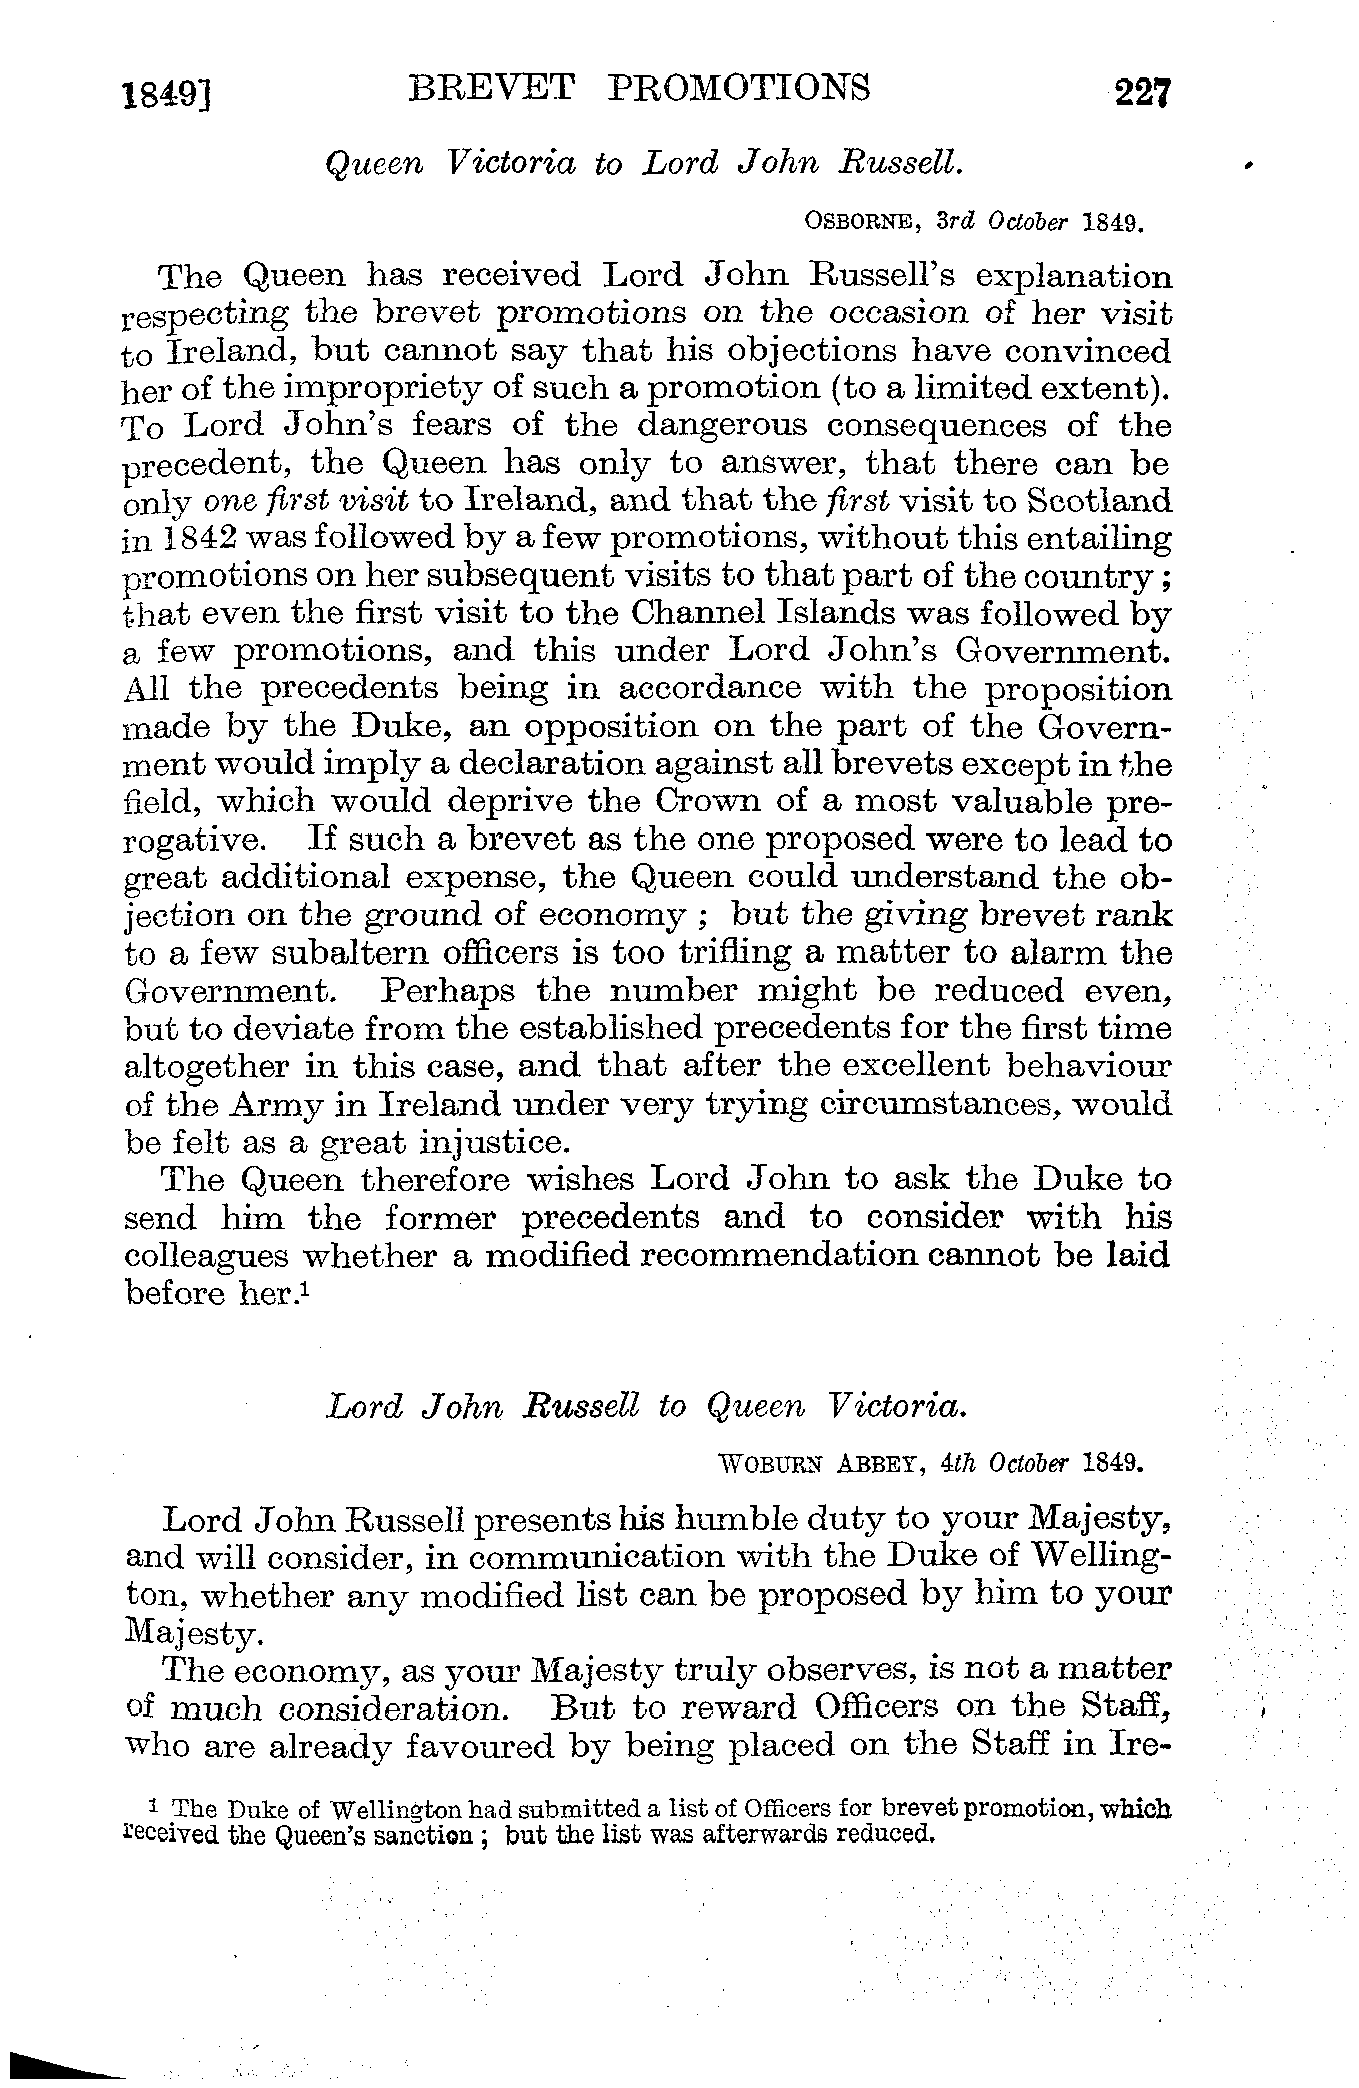 1849] BREVET PROMOTIONS 227
Queen Victoria to Lord John Russell.
OSBORNE, 3rd October 1849.
The Queen has received Lord John Russell's explanation
respecting the brevet promotions on the occasion of her visit
to Ireland, but cannot say that his objections have convinced
her of the impropriety of such a promotion (to a limited extent).
To Lord John's fears of the dangerous consequences of the
precedent, the Queen has only to answer, that there can be
only one first visit to Ireland, and that the first visit to Scotland
in 1842 was followed by a few promotions, without this entailing
promotions on her subsequent visits to that part of the country ;
that even the first visit to the Channel Islands was followed by
a few promotions, and this under Lord John's Government.
All the precedents being in accordance with the proposition
made by the Duke, an opposition on the part of the Govern-
ment would imply a declaration against all brevets except in the
field, which would deprive the Crown of a most valuable pre-
rogative. If such a brevet as the one proposed were to lead to
great additional expense, the Queen could understand the ob-
jection on the ground of economy ; but the giving brevet rank
to a few subaltern officers is too trifling a matter to alarm the
Government. Perhaps the number might be reduced even,
but to deviate from the established precedents for the first time
altogether in this case, and that after the excellent behaviour
of the Army in Ireland under very trying circumstances, would
be felt as a great injustice.
The Queen therefore wishes Lord John to ask the Duke to
send him the former precedents and to consider with his
colleagues whether a modified recommendation cannot be laid
before her.¹
Lord John Russell to Queen Victoria.
WOBURN ABBEY, 4th October 1849.
Lord John Russell presents his humble duty to your Majesty,
and will consider, in communication with the Duke of Welling-
ton, whether any modified list can be proposed by him to your
Majesty.
The economy, as your Majesty truly observes, is not a matter
of much consideration. But to reward Officers on the Staff,
who are already favoured by being placed on the Staff in Ire-
¹ The Duke of Wellington had submitted a list of Officers for brevet promotion, which
received the Queen's sanction ; but the list was afterwards reduced.